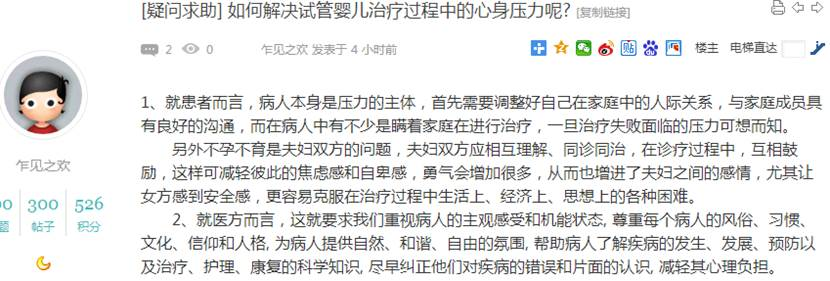 [疑问求助] 如何解决试管婴儿治疗过程中的心身压力呢? [复制链接]
2 0 乍见之欢 发表于 4 小时前 贴 楼主 电梯直达
1、就患者而言，病人本身是压力的主体，首先需要调整好自己在家庭中的人际关系，与家庭成员具
有良好的沟通，而在病人中有不少是瞒着家庭在进行治疗，一旦治疗失败面临的压力可想而知。
另外不孕不育是夫妇双方的问题，夫妇双方应相互理解、同诊同治，在诊疗过程中，互相鼓
励，这样可减轻彼此的焦虑感和自卑感，勇气会增加很多，从而也增进了夫妇之间的感情，尤其让
女方感到安全感，更容易克服在治疗过程中生活上、经济上、思想上的各种困难。
2、就医方而言，这就要求我们重视病人的主观感受和机能状态, 尊重每个病人的风俗、习惯、
文化、信仰和人格, 为病人提供自然、和谐、自由的氛围, 帮助病人了解疾病的发生、发展、预防以
及治疗、护理、康复的科学知识, 尽早纠正他们对疾病的错误和片面的认识, 减轻其心理负担。
乍见之欢
300 526
题 帖子 积分